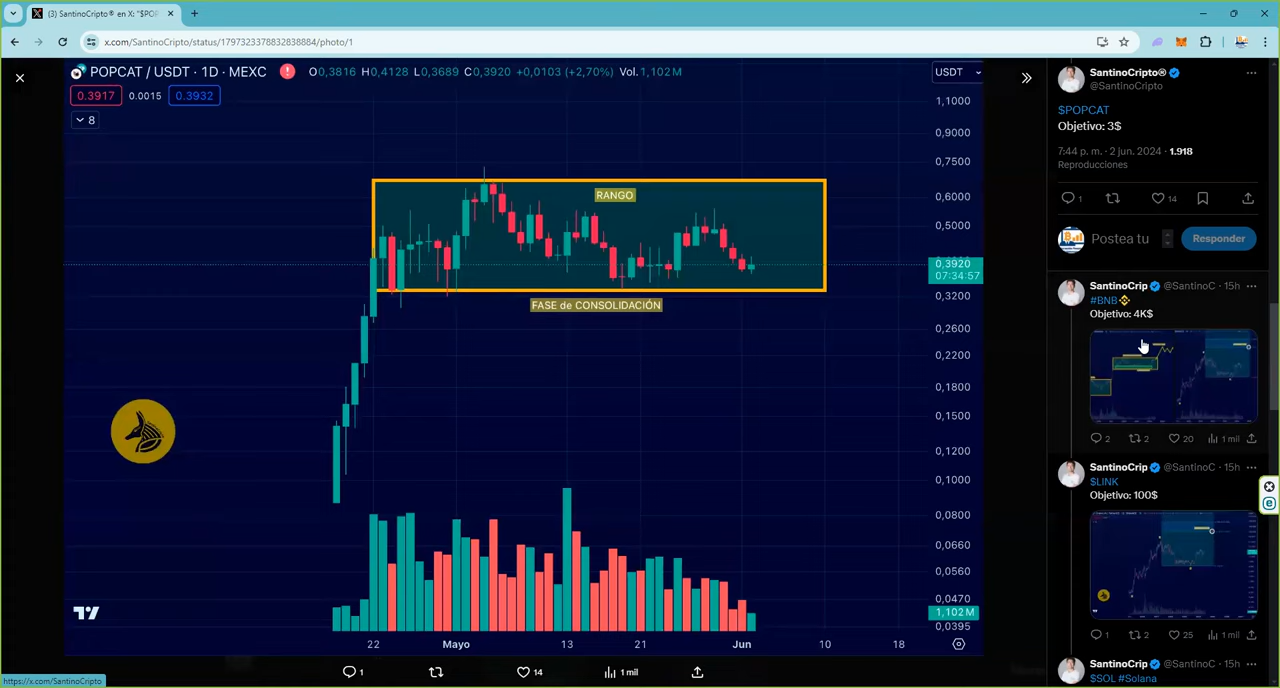 (3) SantinoCripto® en X: "$POP
x.com/SantinoCripto/status/1797323378832838884/photo/1
POPCAT / USDT · 1D · MEXC
O0,3816 H0,4128 L0,3689 C0,3920 +0,0103 (+2,70%) Vol.1,102 M
0.3917 0.0015 0.3932
8
USDT
1,1000
0,9000
0,7500
0,6000
0,5000
0,3920
07:34:57
0,3200
0,2600
0,2200
0,1800
0,1500
0,1200
0,1000
0,0800
0,0660
0,0560
0,0470
1,102 M
0,0395
RANGO
FASE de CONSOLIDACIÓN
22 Mayo 13 21 Jun 10 18
1 14 1 mil
https://x.com/SantinoCripto
SantinoCripto®
@SantinoCripto
$POPCAT
Objetivo: 3$
7:44 p. m. · 2 jun. 2024 · 1.918
Reproducciones
1 14
Postea tu
Responder
SantinoCrip @SantinoC · 15h
#BNB
Objetivo: 4K$
2 2 20 1 mil
SantinoCrip @SantinoC · 15h
$LINK
Objetivo: 100$
1 2 25 1 mil
SantinoCrip @SantinoC · 15h
$SOL #Solana